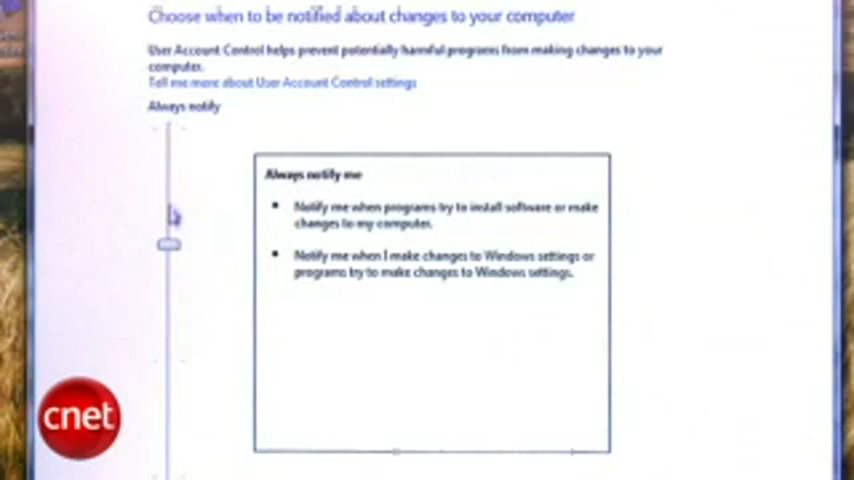 Choose when to be notified about changes to your computer
User Account Control helps prevent potentially harmful programs from making changes to your
computer.
Tell me more about User Account Control settings
Always notify
Always notify me
Notify me when programs try to install software or make
changes to my computer.
Notify me when I make changes to Windows settings or
programs try to make changes to Windows settings.
cnet